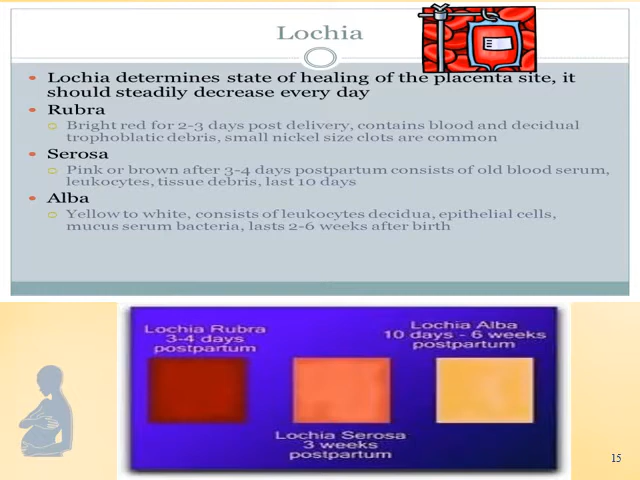 Lochia
Lochia determines state of healing of the placenta site, it
should steadily decrease every day
Rubra
Bright red for 2-3 days post delivery, contains blood and decidual
trophoblatic debris, small nickel size clots are common
Serosa
Pink or brown after 3-4 days postpartum consists of old blood serum,
leukocytes, tissue debris, last 10 days
Alba
Yellow to white, consists of leukocytes decidua, epithelial cells,
mucus serum bacteria, lasts 2-6 weeks after birth
Lochia Rubra
3-4 days
postpartum
Lochia Serosa
3 weeks
postpartum
Lochia Alba
10 days - 6 weeks
postpartum
15